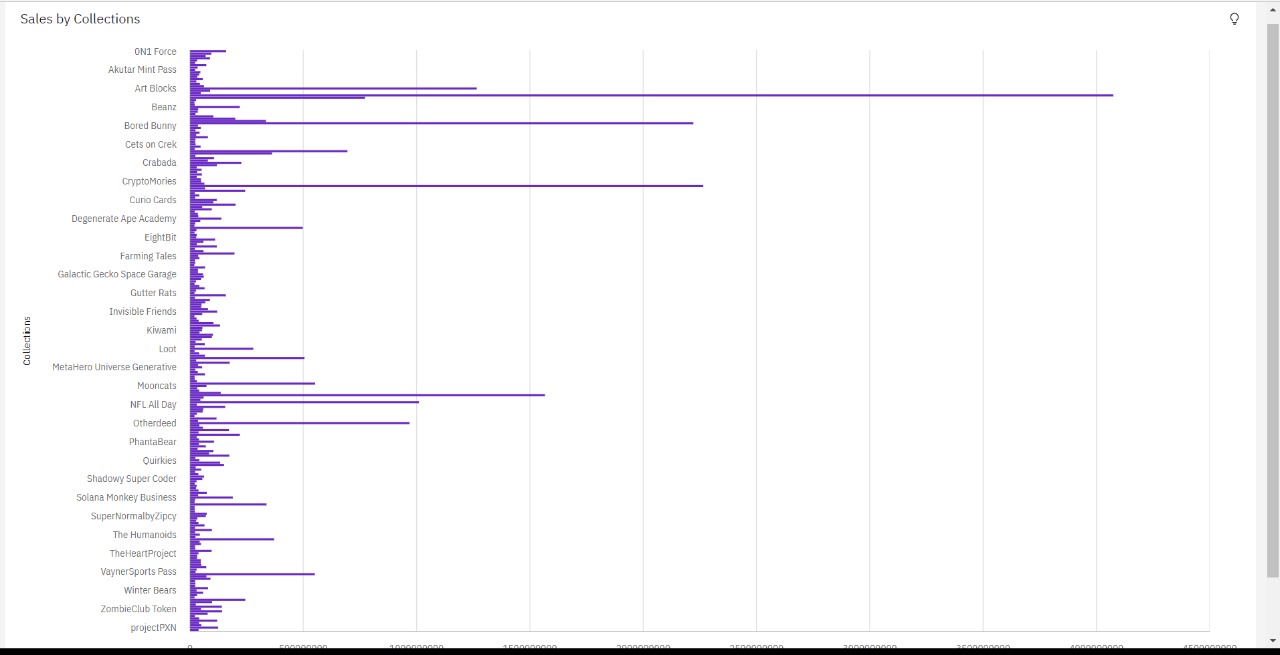 Sales by Collections
0N1 Force
Akutar Mint Pass
Art Blocks
Beanz
Bored Bunny
Cets on Crek
Crabada
CryptoMories
Curio Cards
Degenerate Ape Academy
EightBit
Farming Tales
Galactic Gecko Space Garage
Gutter Rats
Invisible Friends
Kiwami
Loot
MetaHero Universe Generative
Mooncats
NFL All Day
Otherdeed
PhantaBear
Quirkies
Shadowy Super Coder
Solana Monkey Business
SuperNormalbyZipcy
The Humanoids
TheHeartProject
VaynerSports Pass
Winter Bears
ZombieClub Token
projectPXN
Collections